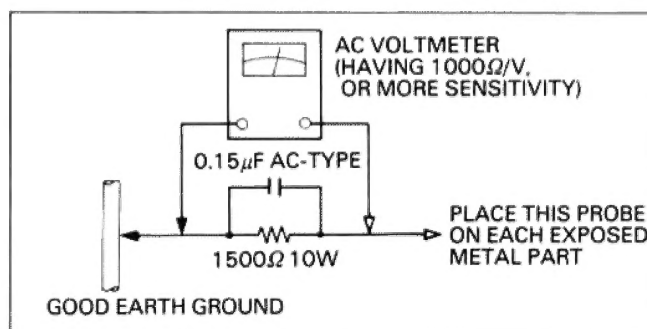 AC VOLTMETER
(HAVING 1000Ω/V,
OR MORE SENSITIVITY)
0.15μF AC-TYPE
1500Ω 10W
PLACE THIS PROBE
ON EACH EXPOSED
METAL PART
GOOD EARTH GROUND